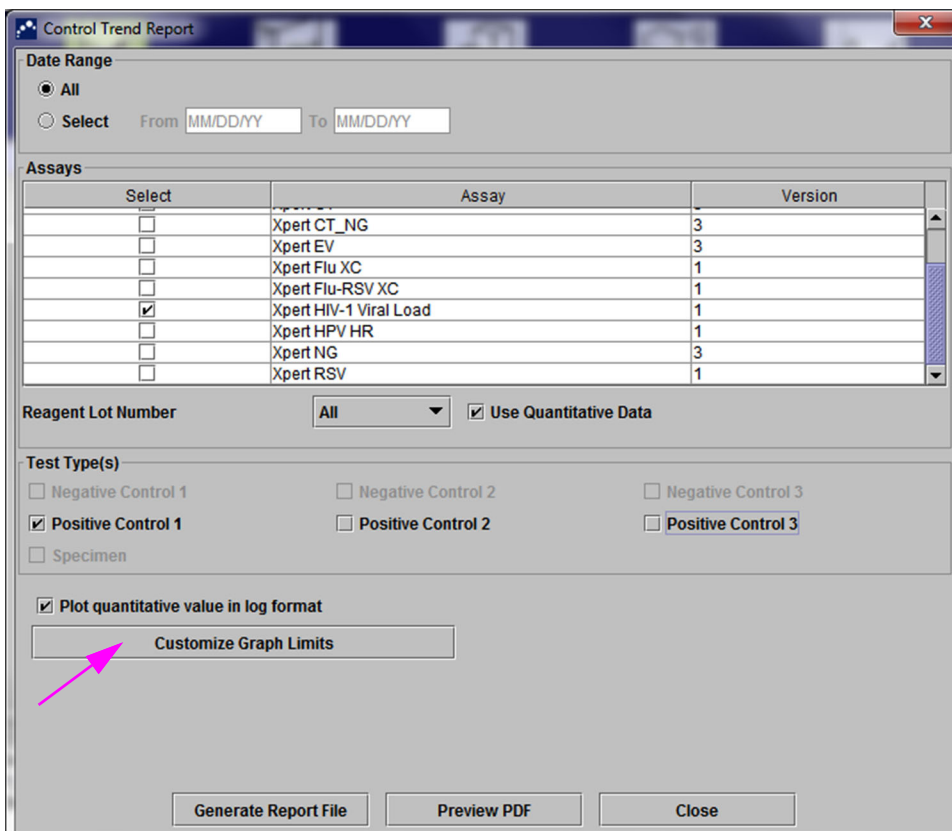 Control Trend Report
Date Range
All
Select From MM/DD/YY To MM/DD/YY
Assays
Select Assay Version
Xpert CT_NG 3
Xpert EV 3
Xpert Flu XC 1
Xpert Flu-RSV XC 1
Xpert HIV-1 Viral Load 1
Xpert HPV HR 1
Xpert NG 3
Xpert RSV 1
Reagent Lot Number All Use Quantitative Data
Test Type(s)
Negative Control 1 Negative Control 2 Negative Control 3
Positive Control 1 Positive Control 2 Positive Control 3
Specimen
Plot quantitative value in log format
Customize Graph Limits
Generate Report File Preview PDF Close